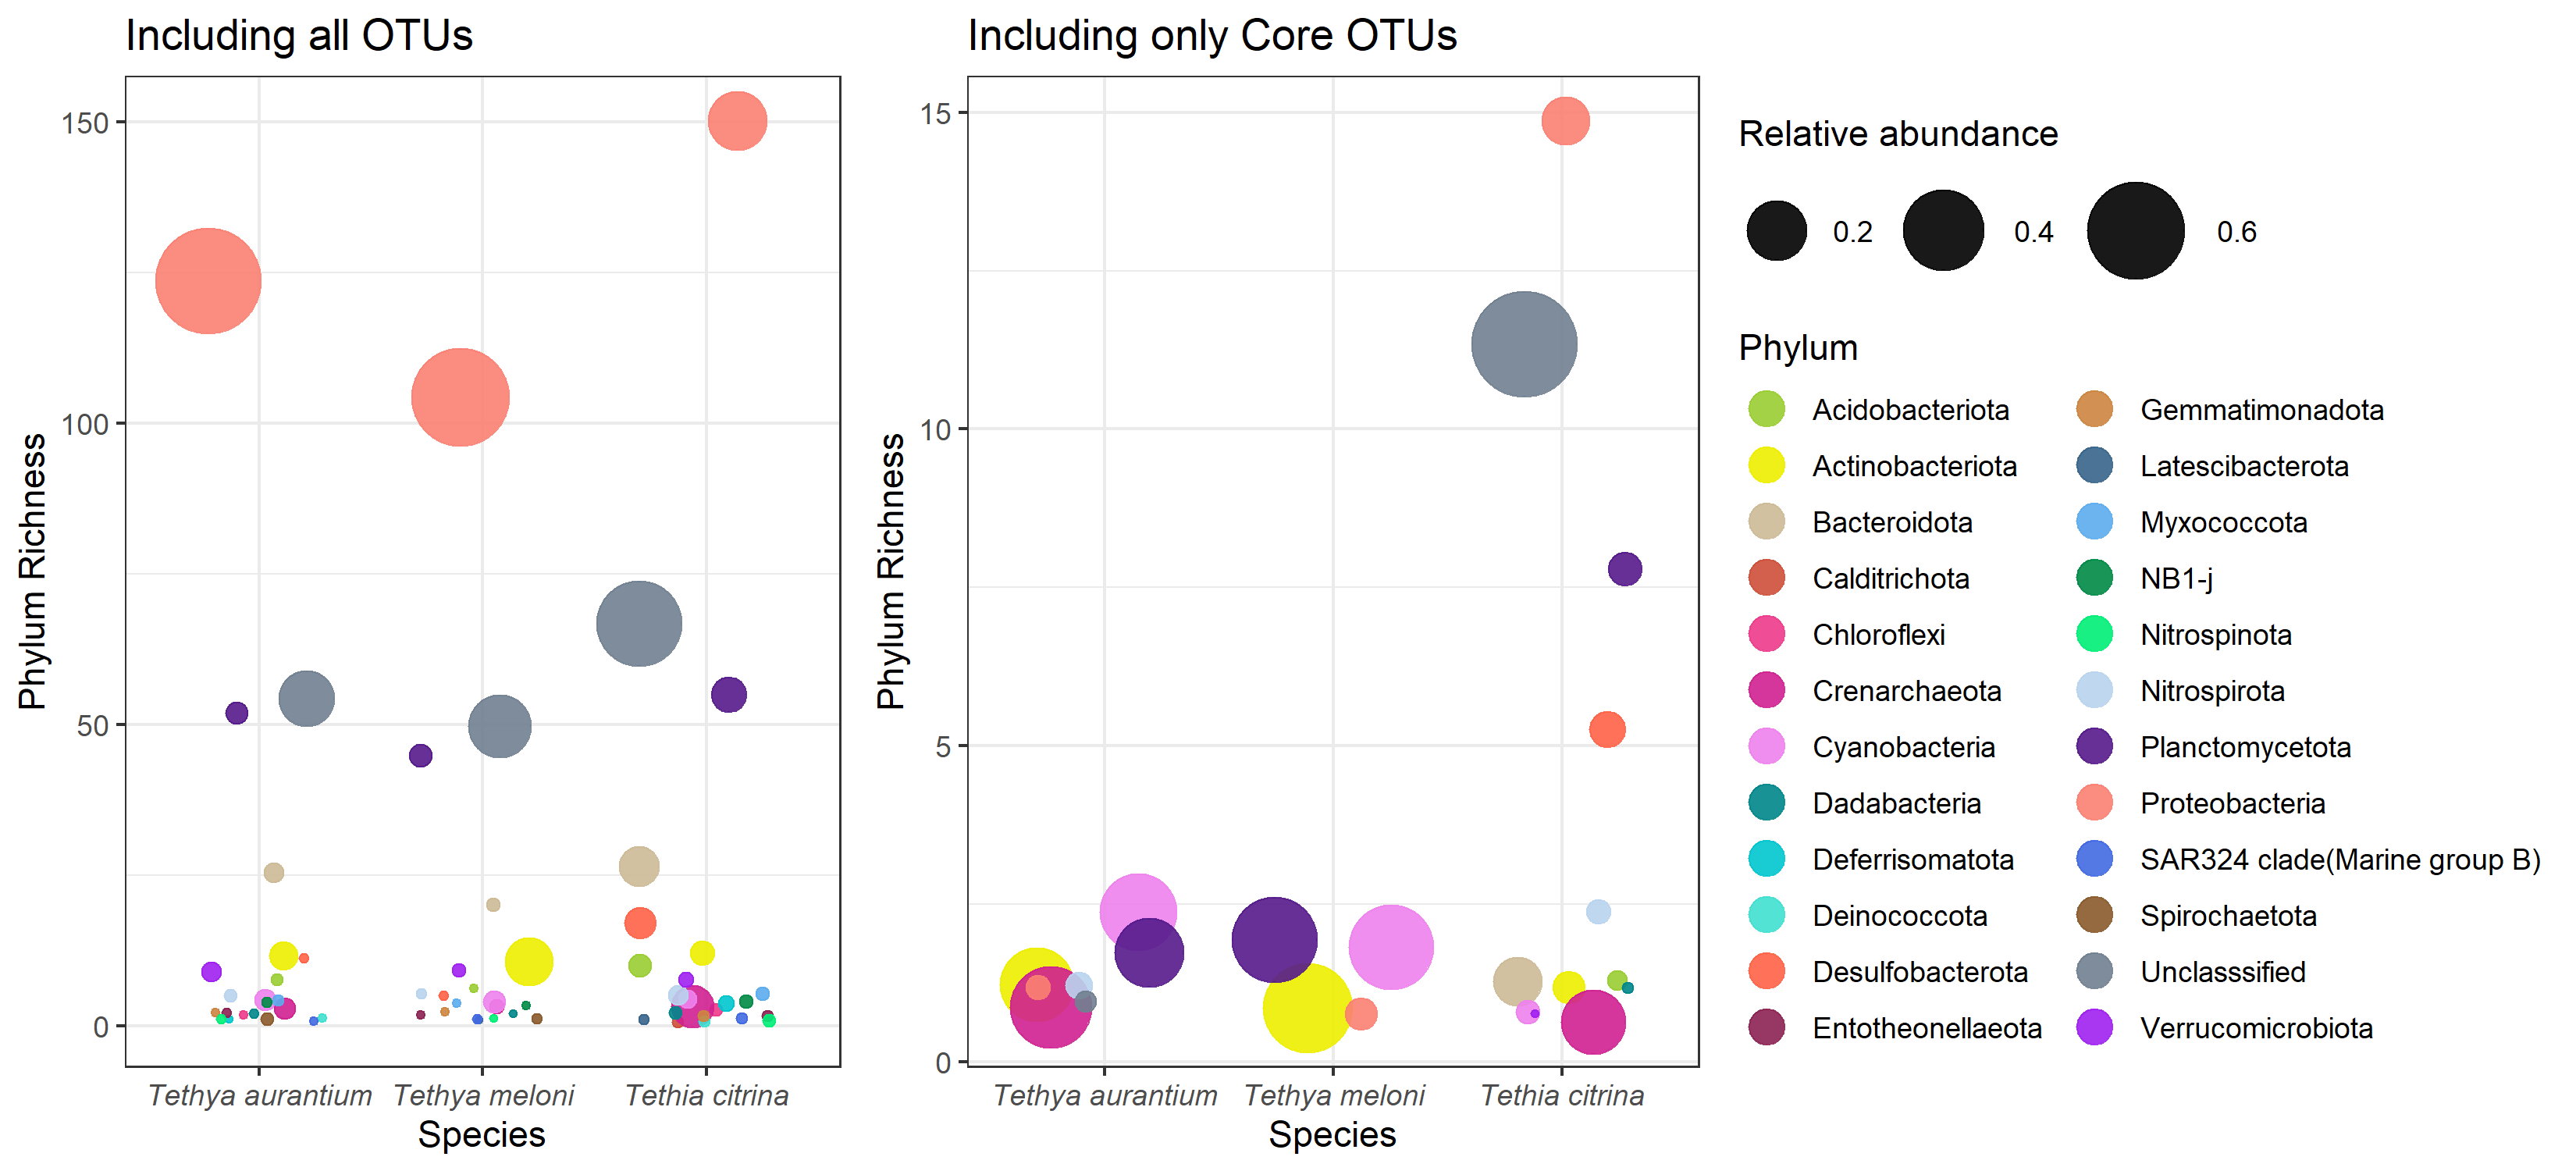 Including all OTUs
Phylum Richness
150
100
50
0
Tethya aurantium Tethya meloni Tethia citrina
Species
Including only Core OTUs
Phylum Richness
15
10
5
0
Tethya aurantium Tethya meloni Tethia citrina
Species
Relative abundance
0.2 0.4 0.6
Phylum
Acidobacteriota
Actinobacteriota
Bacteroidota
Calditrichota
Chloroflexi
Crenarchaeota
Cyanobacteria
Dadabacteria
Deferrisomatota
Deinococcota
Desulfobacterota
Entotheonellaeota
Gemmatimonadota
Latescibacterota
Myxococcota
NB1-j
Nitrospinota
Nitrospirota
Planctomycetota
Proteobacteria
SAR324 clade(Marine group B)
Spirochaetota
Unclasssified
Verrucomicrobiota